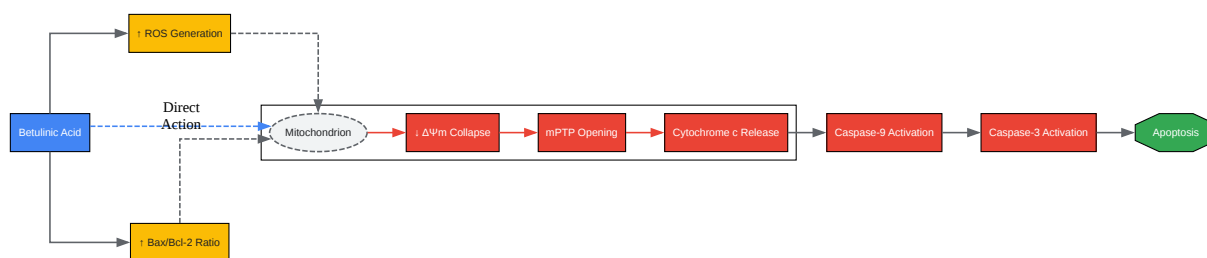 ↑ ROS Generation
Direct
Action
Betulinic Acid
Mitochondrion
↓ ΔΨm Collapse
mPTP Opening
Cytochrome c Release
Caspase-9 Activation
Caspase-3 Activation
Apoptosis
↑ Bax/Bcl-2 Ratio